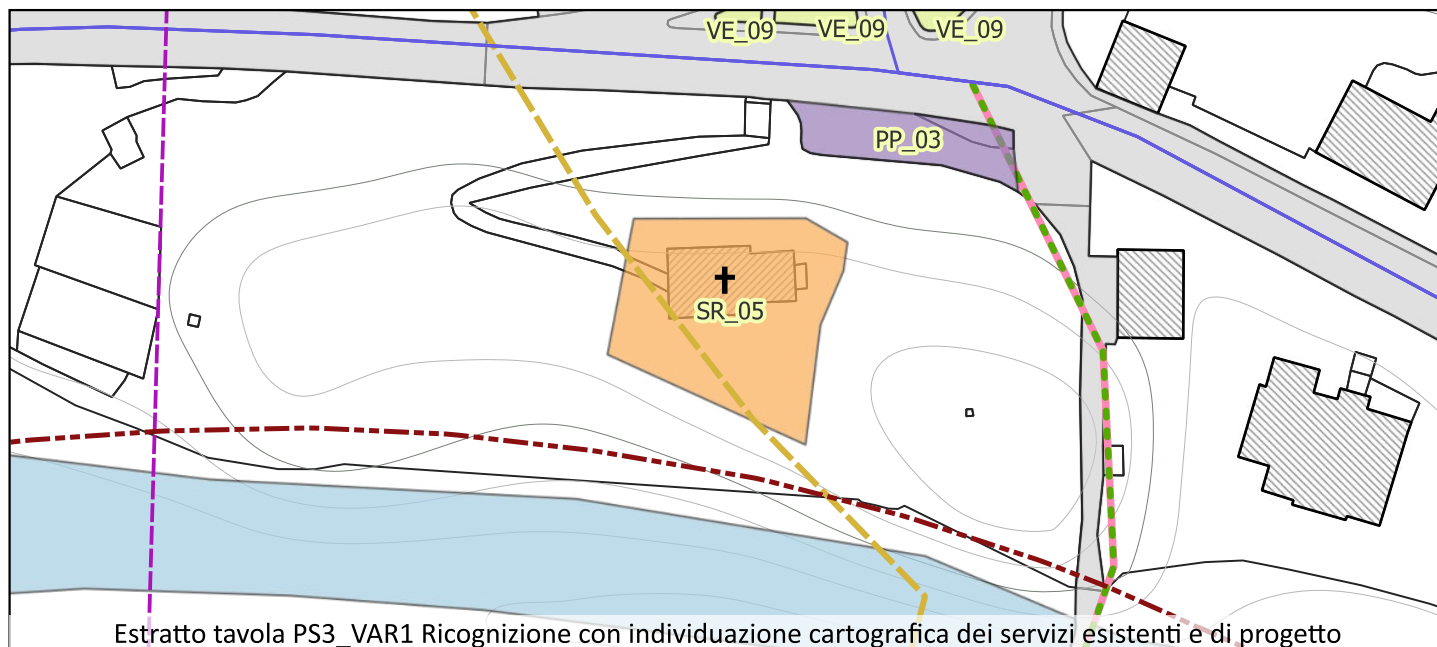 VE_09 VE_09 VE_09
PP_03
SR_05
Estratto tavola PS3_VAR1 Ricognizione con individuazione cartografica dei servizi esistenti e di progetto